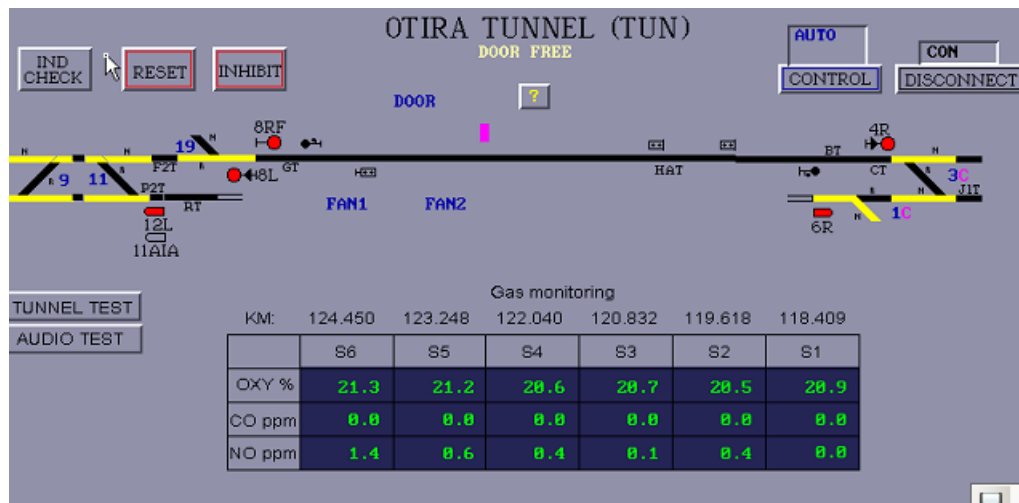 OTIRA TUNNEL (TUN)
DOOR FREE
IND CHECK
RESET
INHIBIT
AUTO
CONTROL
CON
DISCONNECT
DOOR
?
8RF
4R
19
N
N
N
BT
9
11
R
R
F2T
8L
GT
HAT
CT
R
3C
P2T
RT
R
N
J1T
FAN1
FAN2
12L
11AIA
6R
N
1C
TUNNEL TEST
AUDIO TEST
Gas monitoring
KM: 124.450 123.248 122.040 120.832 119.618 118.409
S6 S5 S4 S3 S2 S1
OXY % 21.3 21.2 20.6 20.7 20.5 20.9
CO ppm 0.0 0.0 0.0 0.0 0.0 0.0
NO ppm 1.4 0.6 0.4 0.1 0.4 0.0